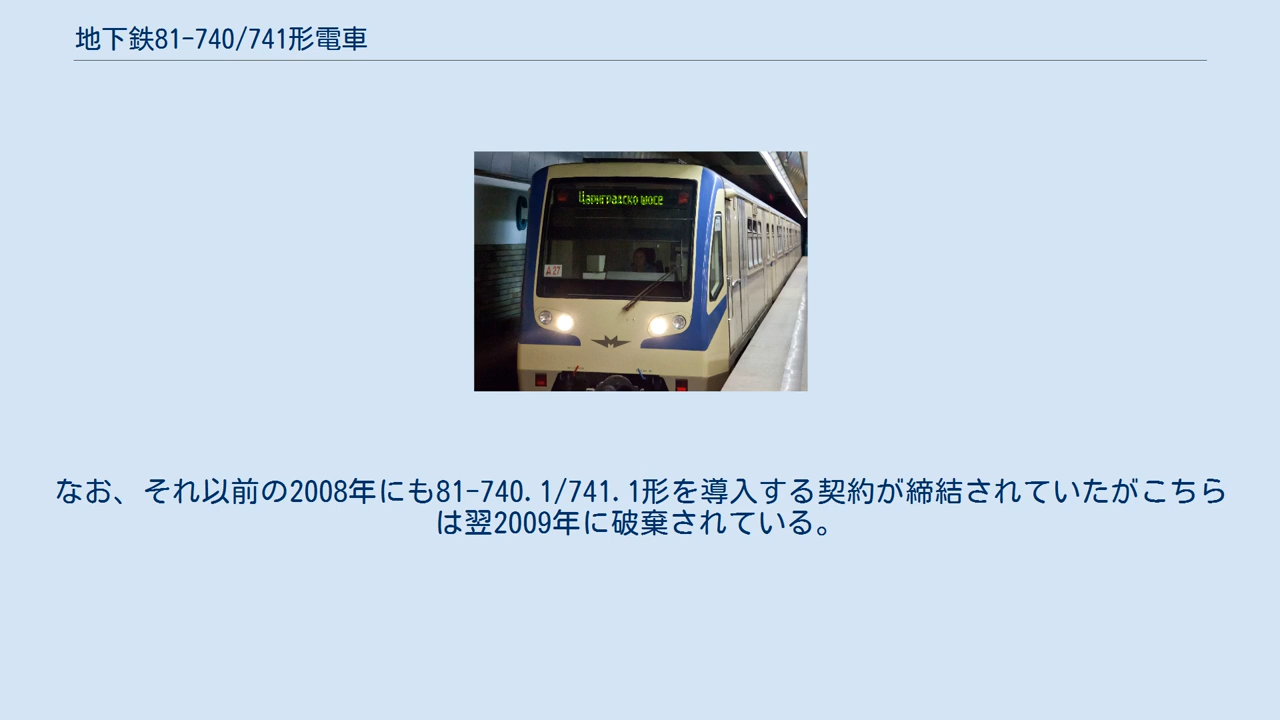 地下鉄81-740/741形電車
Цариградско шосе
A 27
なお、それ以前の2008年にも81-740.1/741.1形を導入する契約が締結されていたがこちら
は翌2009年に破棄されている。